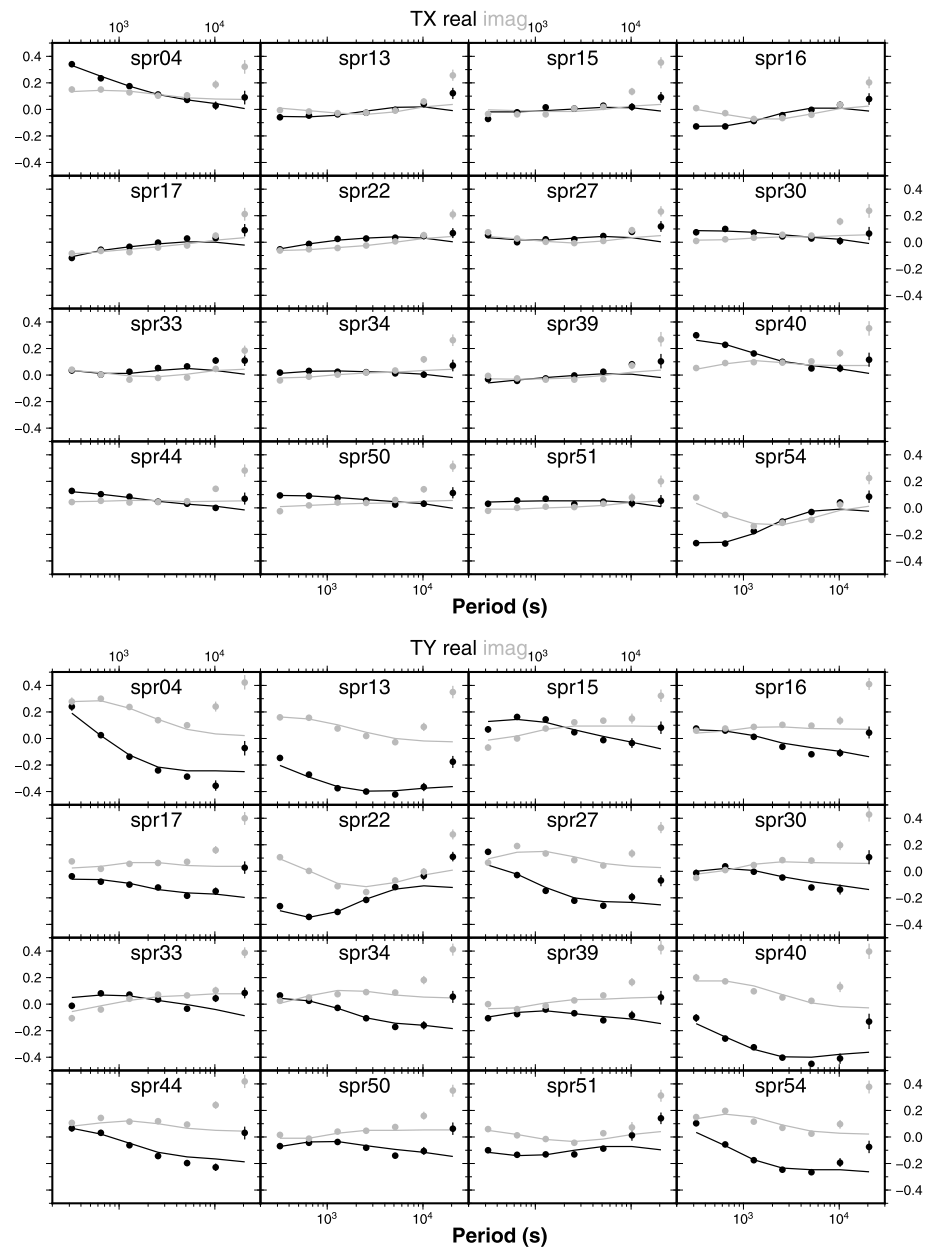 TX real imag
10³ 10⁴ 10³ 10⁴
0.4 spr04 spr13 spr15 spr16
0.2
0.0
−0.2
−0.4
spr17 spr22 spr27 spr30 0.4
0.2
0.0
−0.2
−0.4
0.4 spr33 spr34 spr39 spr40
0.2
0.0
−0.2
−0.4
spr44 spr50 spr51 spr54 0.4
0.2
0.0
−0.2
−0.4
10³ 10⁴ 10³ 10⁴
Period (s)
TY real imag
10³ 10⁴ 10³ 10⁴
0.4 spr04 spr13 spr15 spr16
0.2
0.0
−0.2
−0.4
spr17 spr22 spr27 spr30 0.4
0.2
0.0
−0.2
−0.4
0.4 spr33 spr34 spr39 spr40
0.2
0.0
−0.2
−0.4
spr44 spr50 spr51 spr54 0.4
0.2
0.0
−0.2
−0.4
10³ 10⁴ 10³ 10⁴
Period (s)